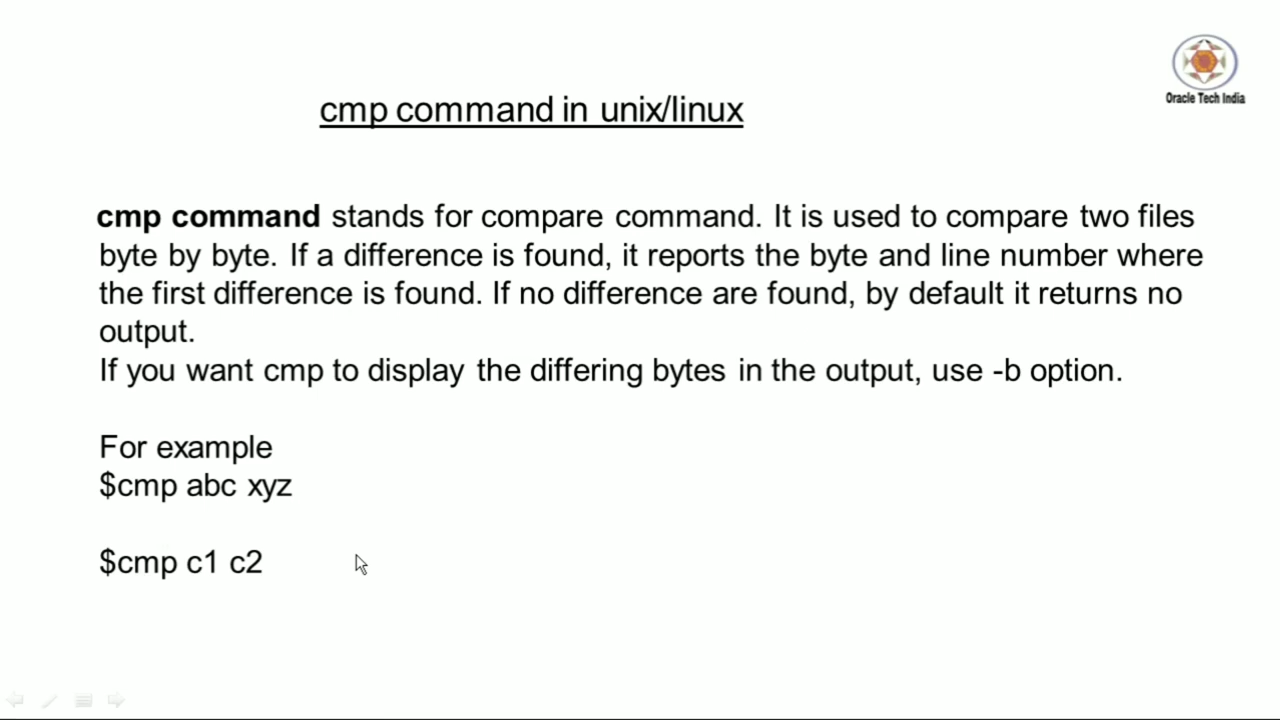 Oracle Tech India
cmp command in unix/linux
cmp command stands for compare command. It is used to compare two files
byte by byte. If a difference is found, it reports the byte and line number where
the first difference is found. If no difference are found, by default it returns no
output.
If you want cmp to display the differing bytes in the output, use -b option.
For example
$cmp abc xyz
$cmp c1 c2